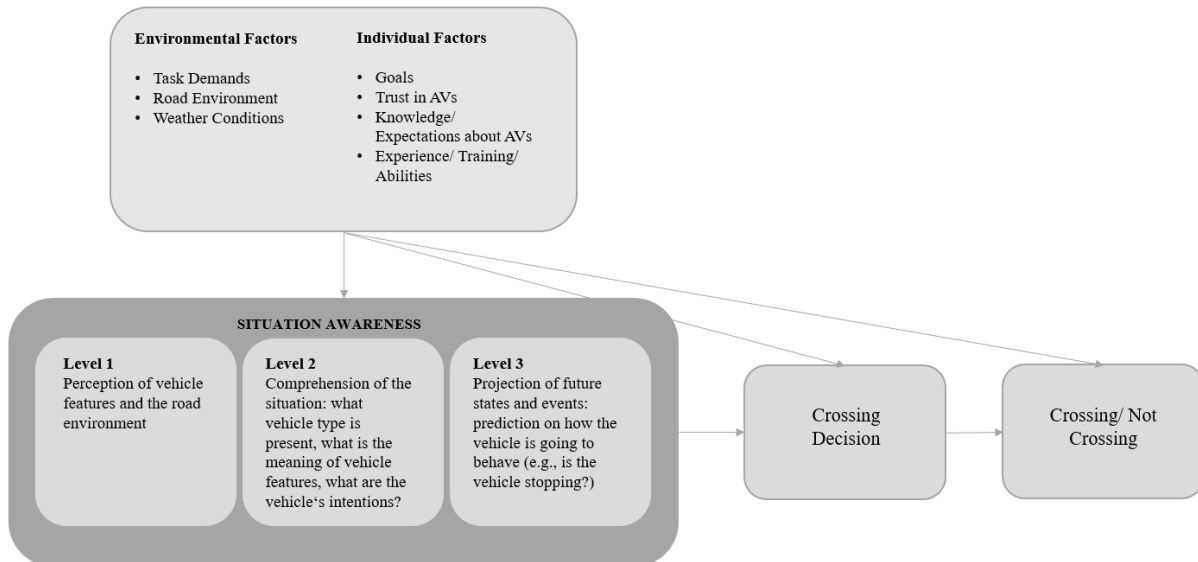 Environmental Factors
• Task Demands
• Road Environment
• Weather Conditions
Individual Factors
• Goals
• Trust in AVs
• Knowledge/
Expectations about AVs
• Experience/ Training/
Abilities
SITUATION AWARENESS
Level 1
Perception of vehicle
features and the road
environment
Level 2
Comprehension of the
situation: what
vehicle type is
present, what is the
meaning of vehicle
features, what are the
vehicle‘s intentions?
Level 3
Projection of future
states and events:
prediction on how the
vehicle is going to
behave (e.g., is the
vehicle stopping?)
Crossing
Decision
Crossing/ Not
Crossing